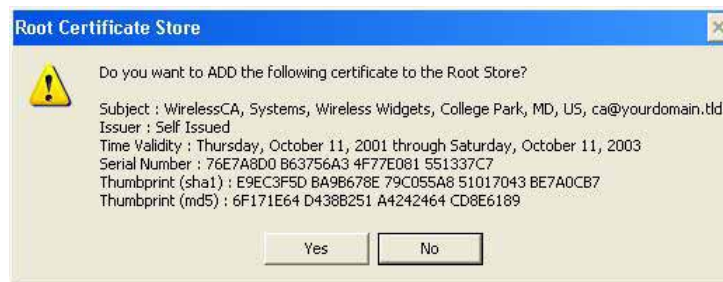 Root Certificate Store
Do you want to ADD the following certificate to the Root Store?
Subject : WirelessCA, Systems, Wireless Widgets, College Park, MD, US, ca@yourdomain.tld
Issuer : Self Issued
Time Validity : Thursday, October 11, 2001 through Saturday, October 11, 2003
Serial Number : 76E7A8D0 B63756A3 4F77E081 551337C7
Thumbprint (sha1) : E9EC3F5D BA9B678E 79C055A8 51017043 BE7A0CB7
Thumbprint (md5) : 6F171E64 D438B251 A4242464 CD8E6189
Yes No